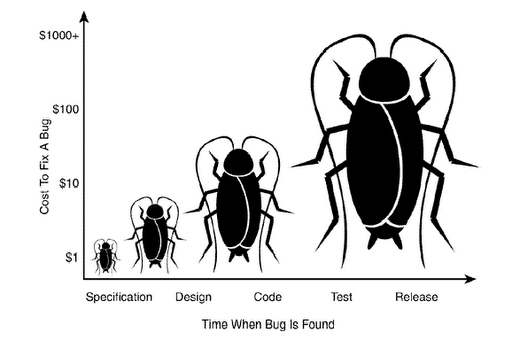 $1000+
$100
$10
$1
Cost To Fix A Bug
Specification Design Code Test Release
Time When Bug Is Found